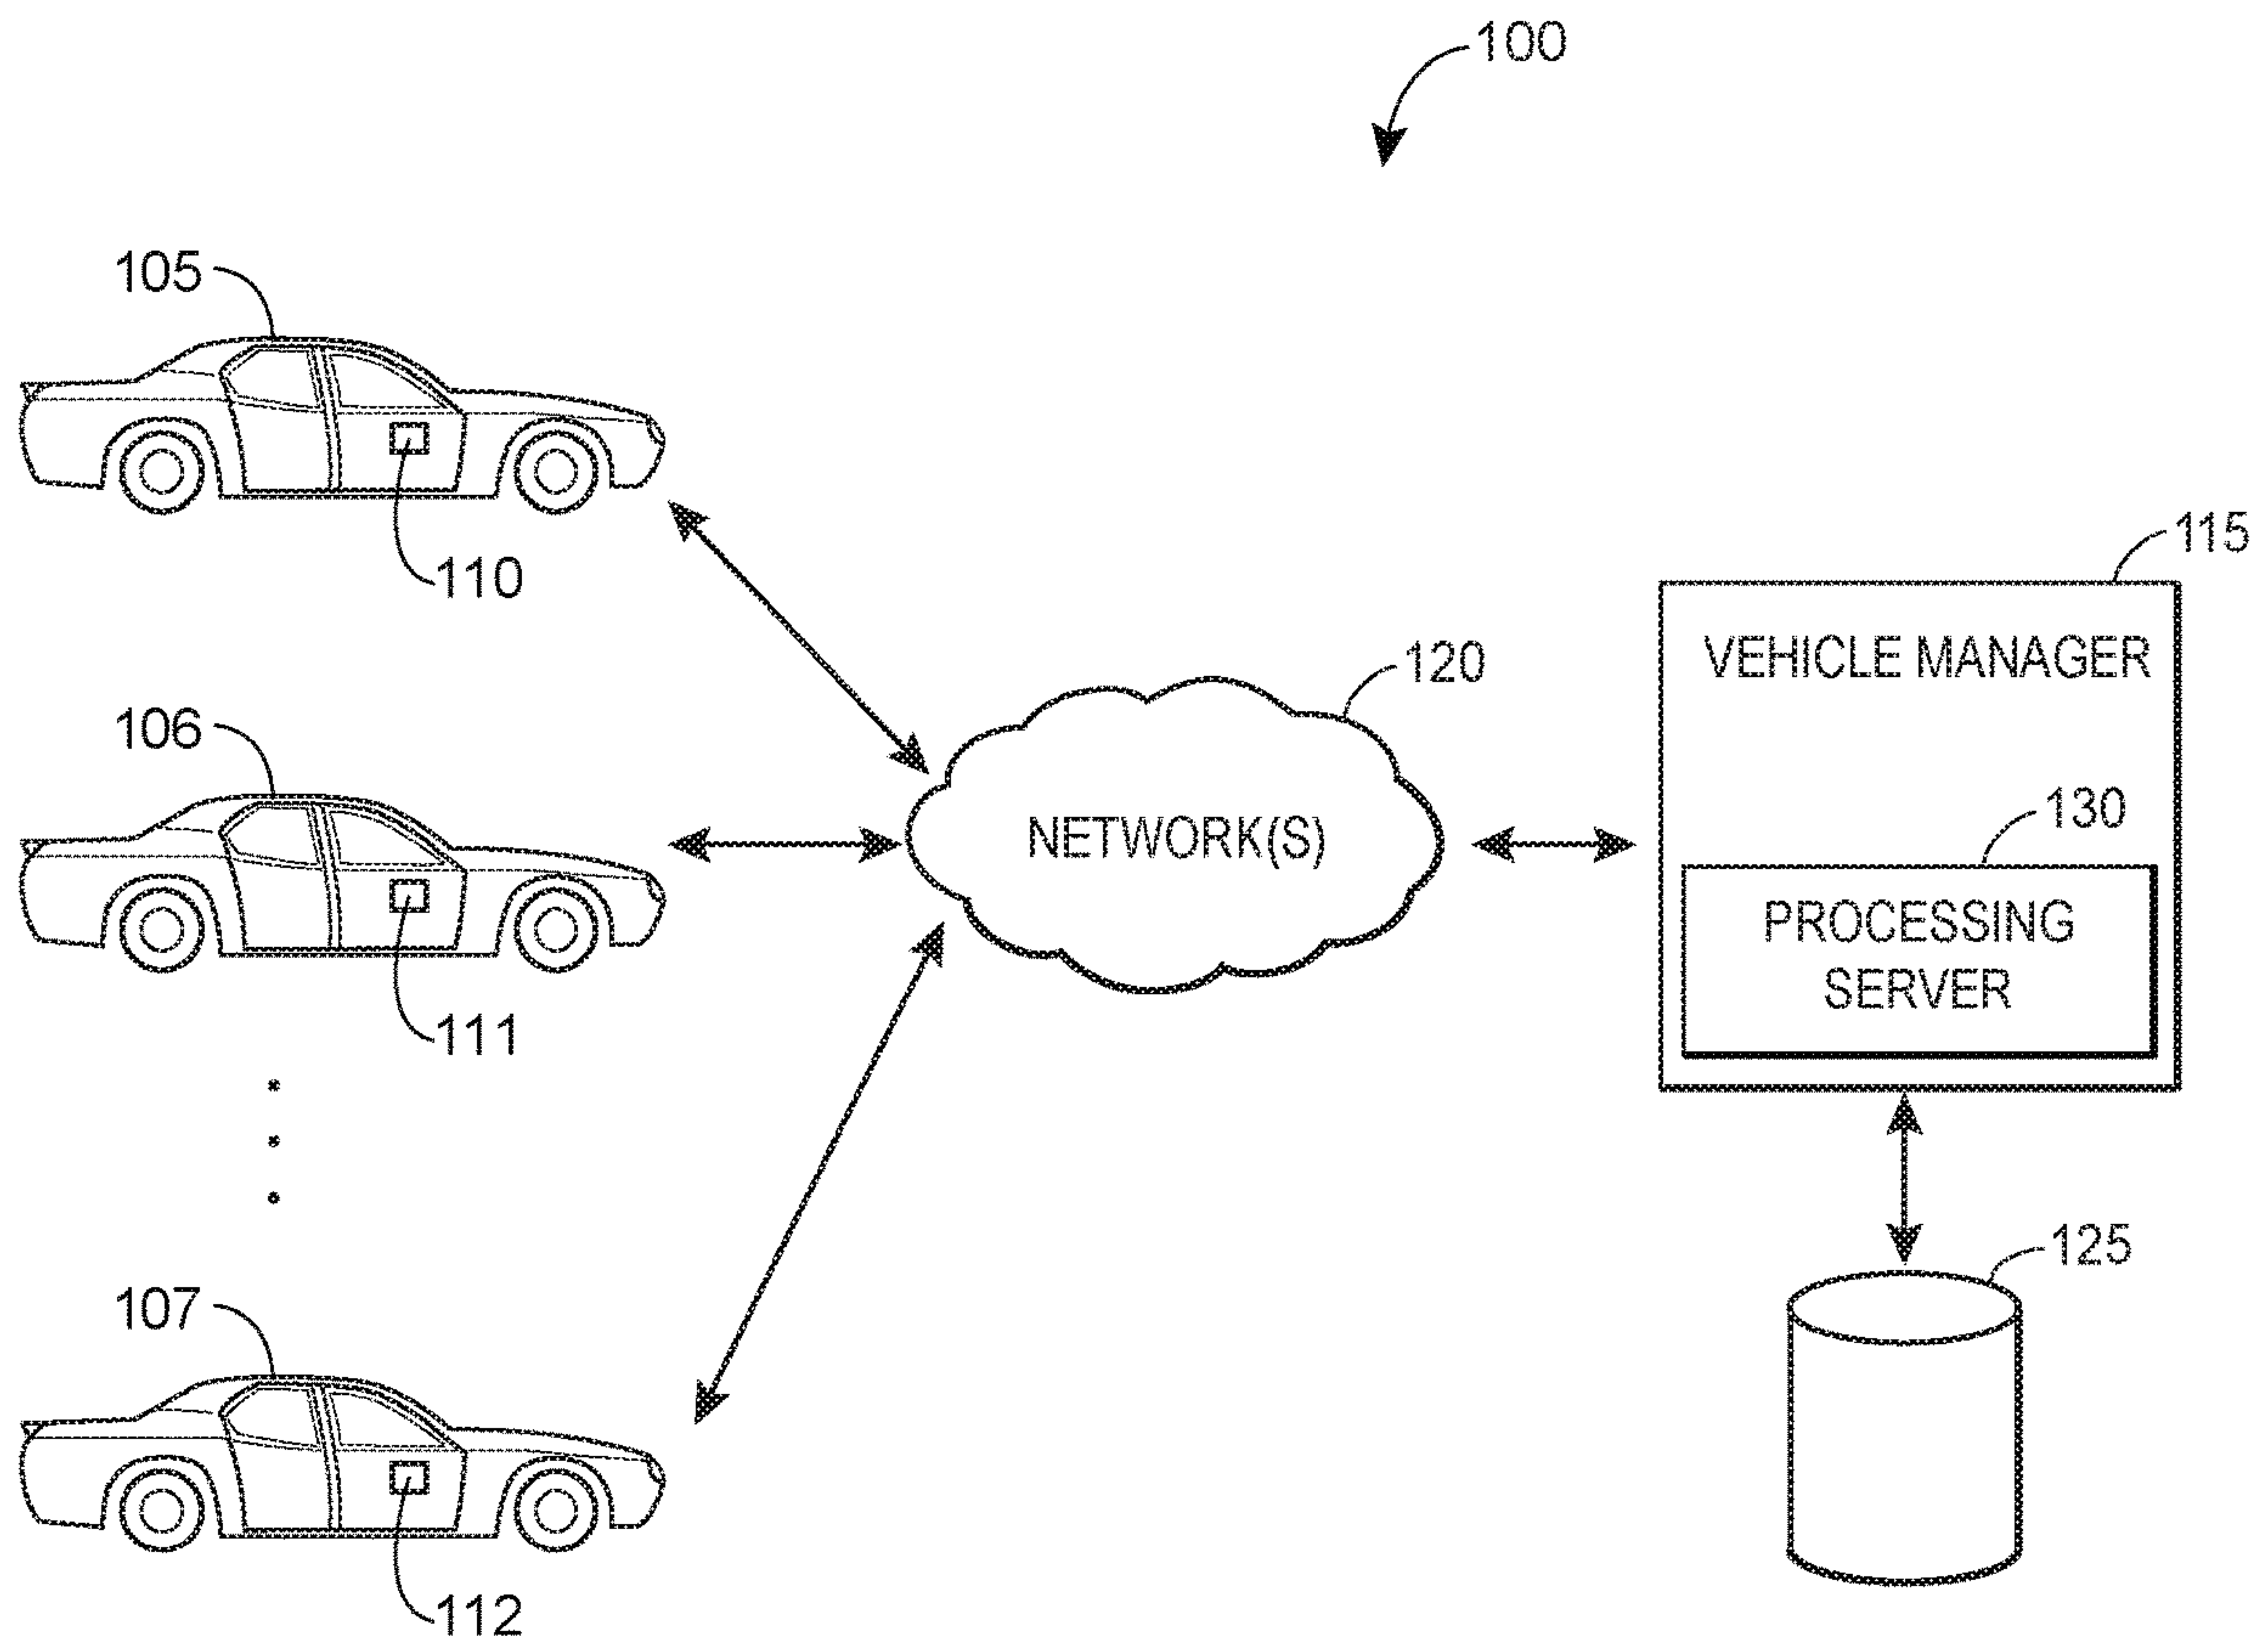 100
105
110
115
VEHICLE MANAGER
120
106
130
NETWORK(S)
PROCESSING
SERVER
111
125
107
112